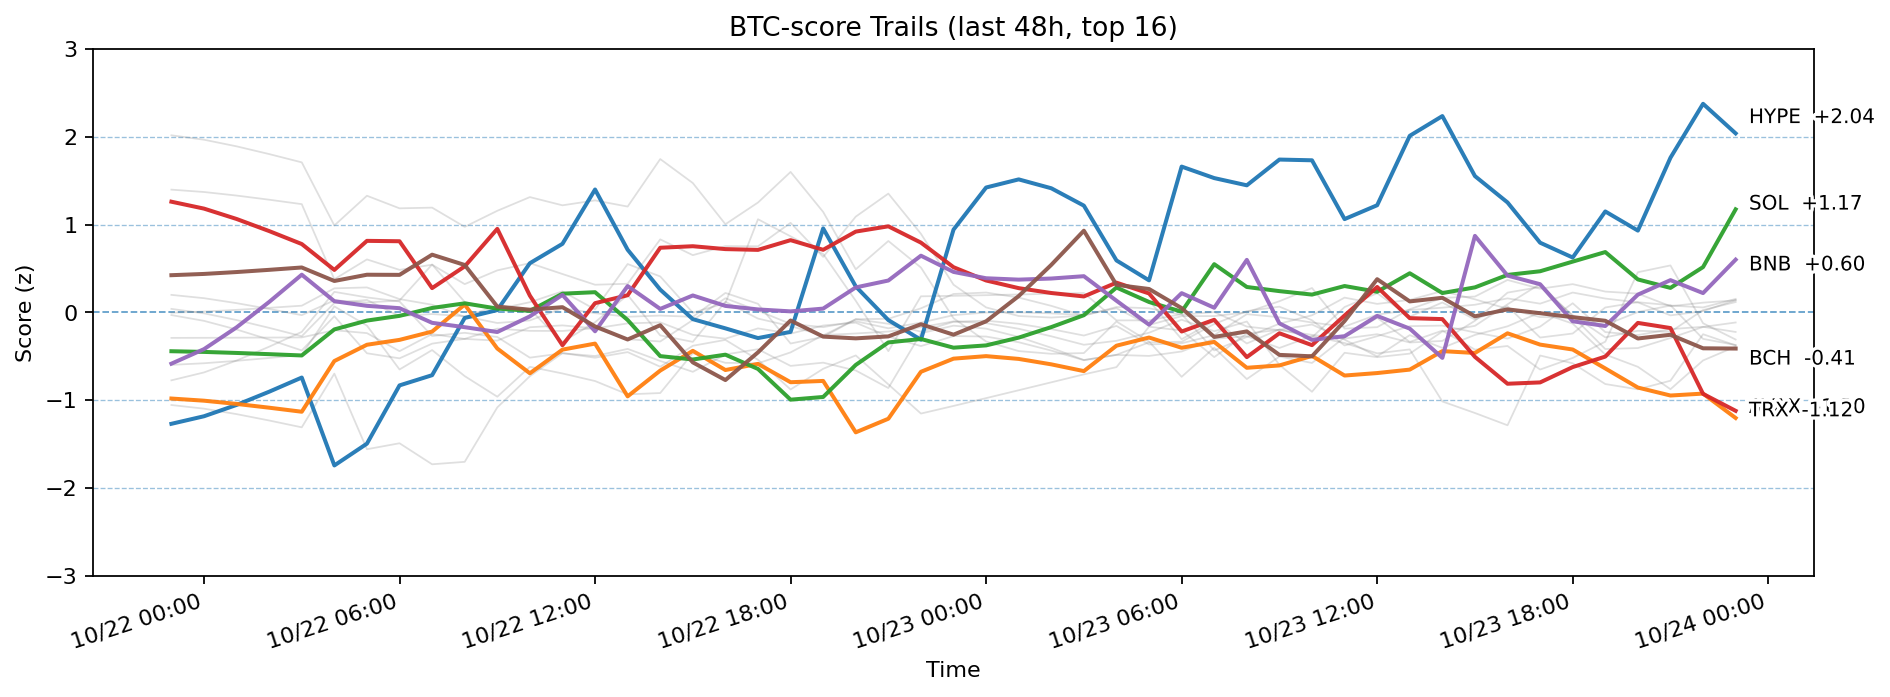 BTC-score Trails (last 48h, top 16)
Score (z)
3
2
1
0
−1
−2
−3
HYPE +2.04
SOL +1.17
BNB +0.60
BCH -0.41
TRX -1.12
10/22 00:00
10/22 06:00
10/22 12:00
10/22 18:00
10/23 00:00
10/23 06:00
10/23 12:00
10/23 18:00
10/24 00:00
Time